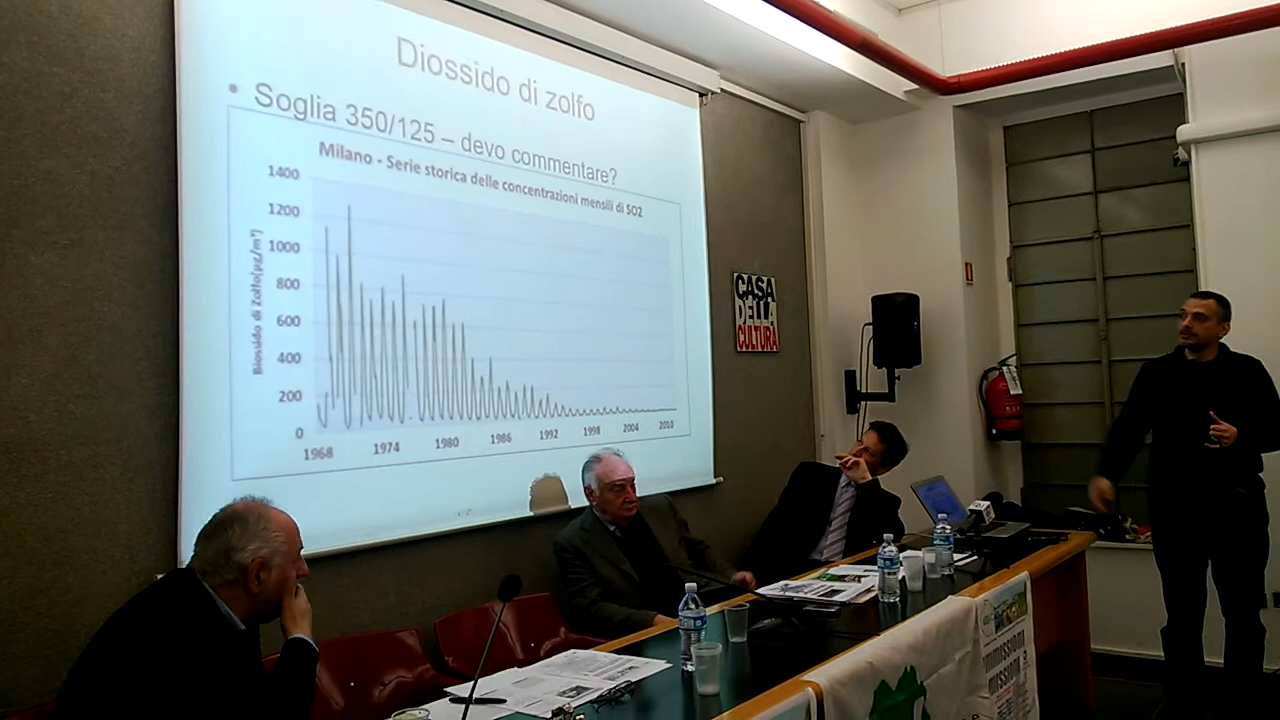 Diossido di zolfo
• Soglia 350/125 – devo commentare?
Milano - Serie storica delle concentrazioni mensili di SO2
Biossido di Zolfo[µg/m³]
1400
1200
1000
800
600
400
200
0
1968
1974
1980
1986
1992
1998
2004
2010
CASA
DELLA
CULTURA